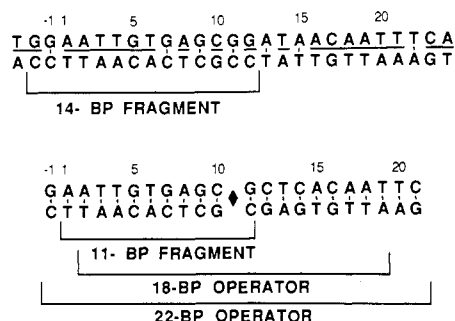 -1 1 5 10 15 20
TGGAATTGTGAGCGGATAACAATTTCA
ACCTTAACACTCGCCTATTGTTAAAGT
14- BP FRAGMENT
-1 1 5 10 15 20
GAATTGTGAGC GCTCACAATTC
CTTAACACTCG CGAGTGTTAAG
11- BP FRAGMENT
18-BP OPERATOR
22-BP OPERATOR